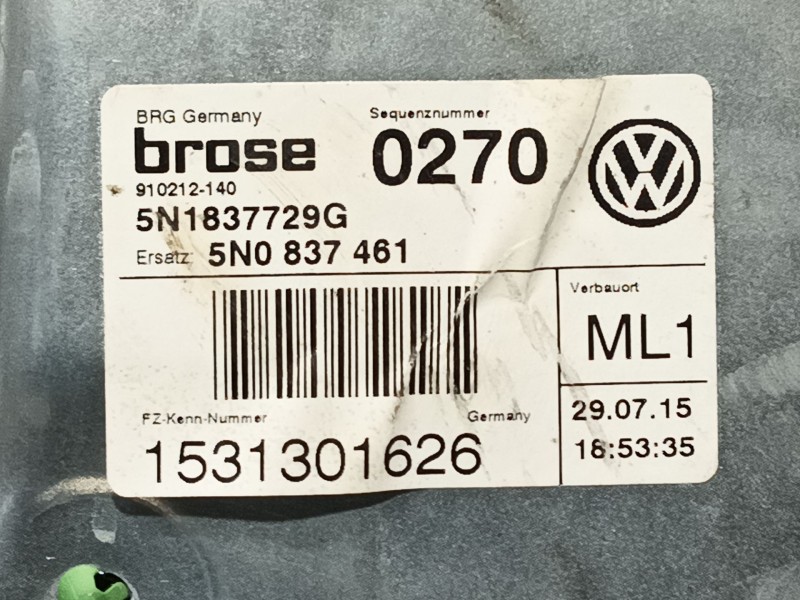 BRG Germany
Sequenznummer
brose
0270
910212-140
5N1837729G
Ersatz: 5N0 837 461
Verbauort
ML1
FZ-Kenn-Nummer
Germany
1531301626
29.07.15
18:53:35